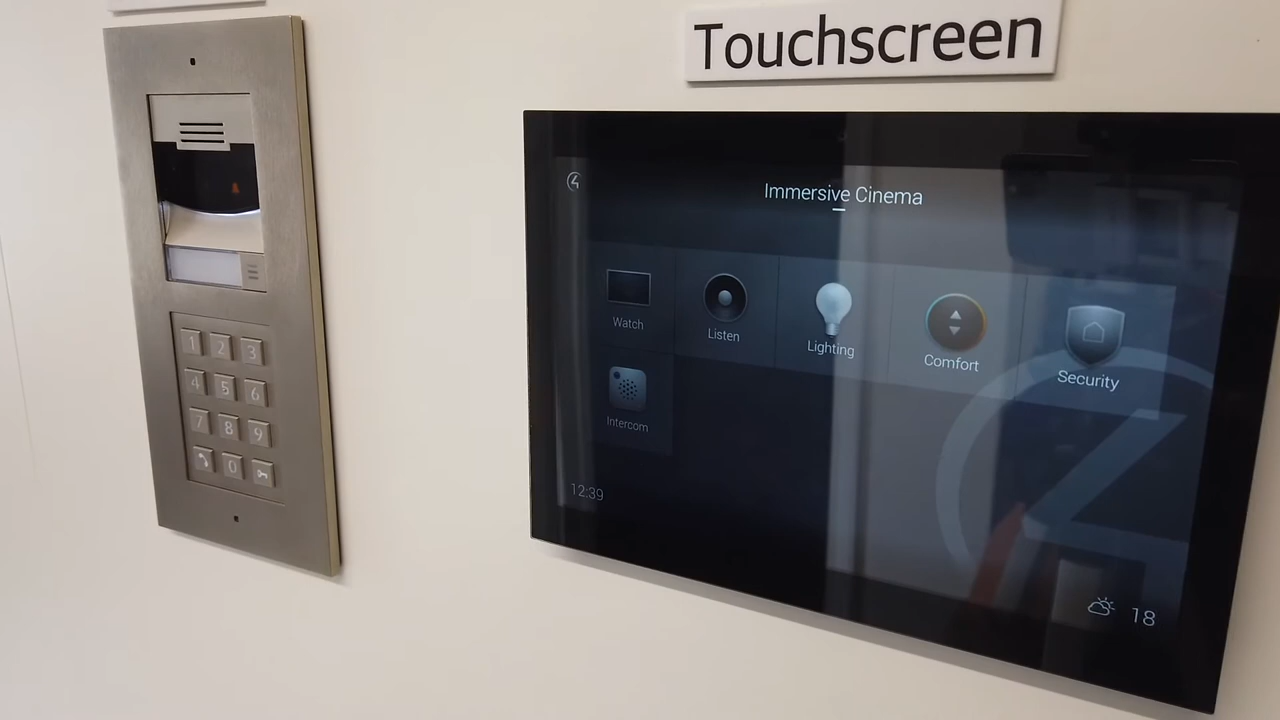 Touchscreen
Immersive Cinema
Watch
Listen
Lighting
Comfort
Security
Intercom
12:39
18
1 2 3
4 5 6
7 8 9
0